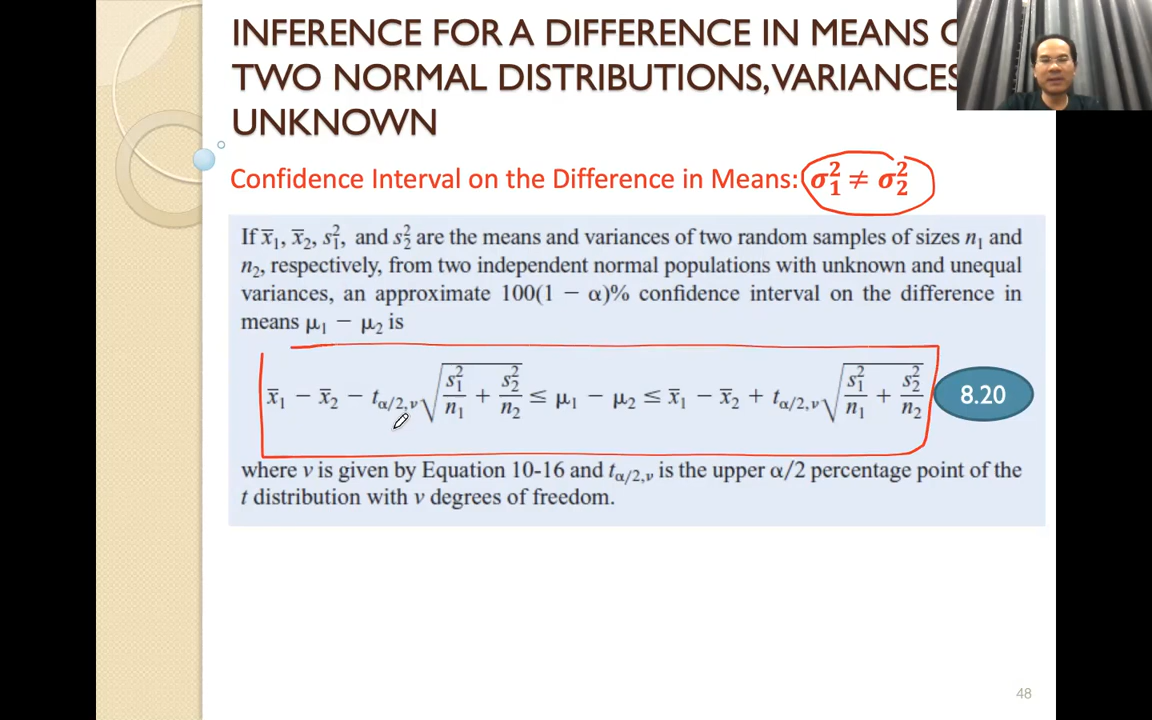 INFERENCE FOR A DIFFERENCE IN MEANS
TWO NORMAL DISTRIBUTIONS, VARIANCES
UNKNOWN
Confidence Interval on the Difference in Means: σ₁² ≠ σ₂²
If x̄₁, x̄₂, s₁², and s₂² are the means and variances of two random samples of sizes n₁ and
n₂, respectively, from two independent normal populations with unknown and unequal
variances, an approximate 100(1 − α)% confidence interval on the difference in
means μ₁ − μ₂ is
x̄₁ − x̄₂ − t_{α/2,ν} √(s₁²/n₁ + s₂²/n₂) ≤ μ₁ − μ₂ ≤ x̄₁ − x̄₂ + t_{α/2,ν} √(s₁²/n₁ + s₂²/n₂)
8.20
where ν is given by Equation 10-16 and t_{α/2,ν} is the upper α/2 percentage point of the
t distribution with ν degrees of freedom.
48